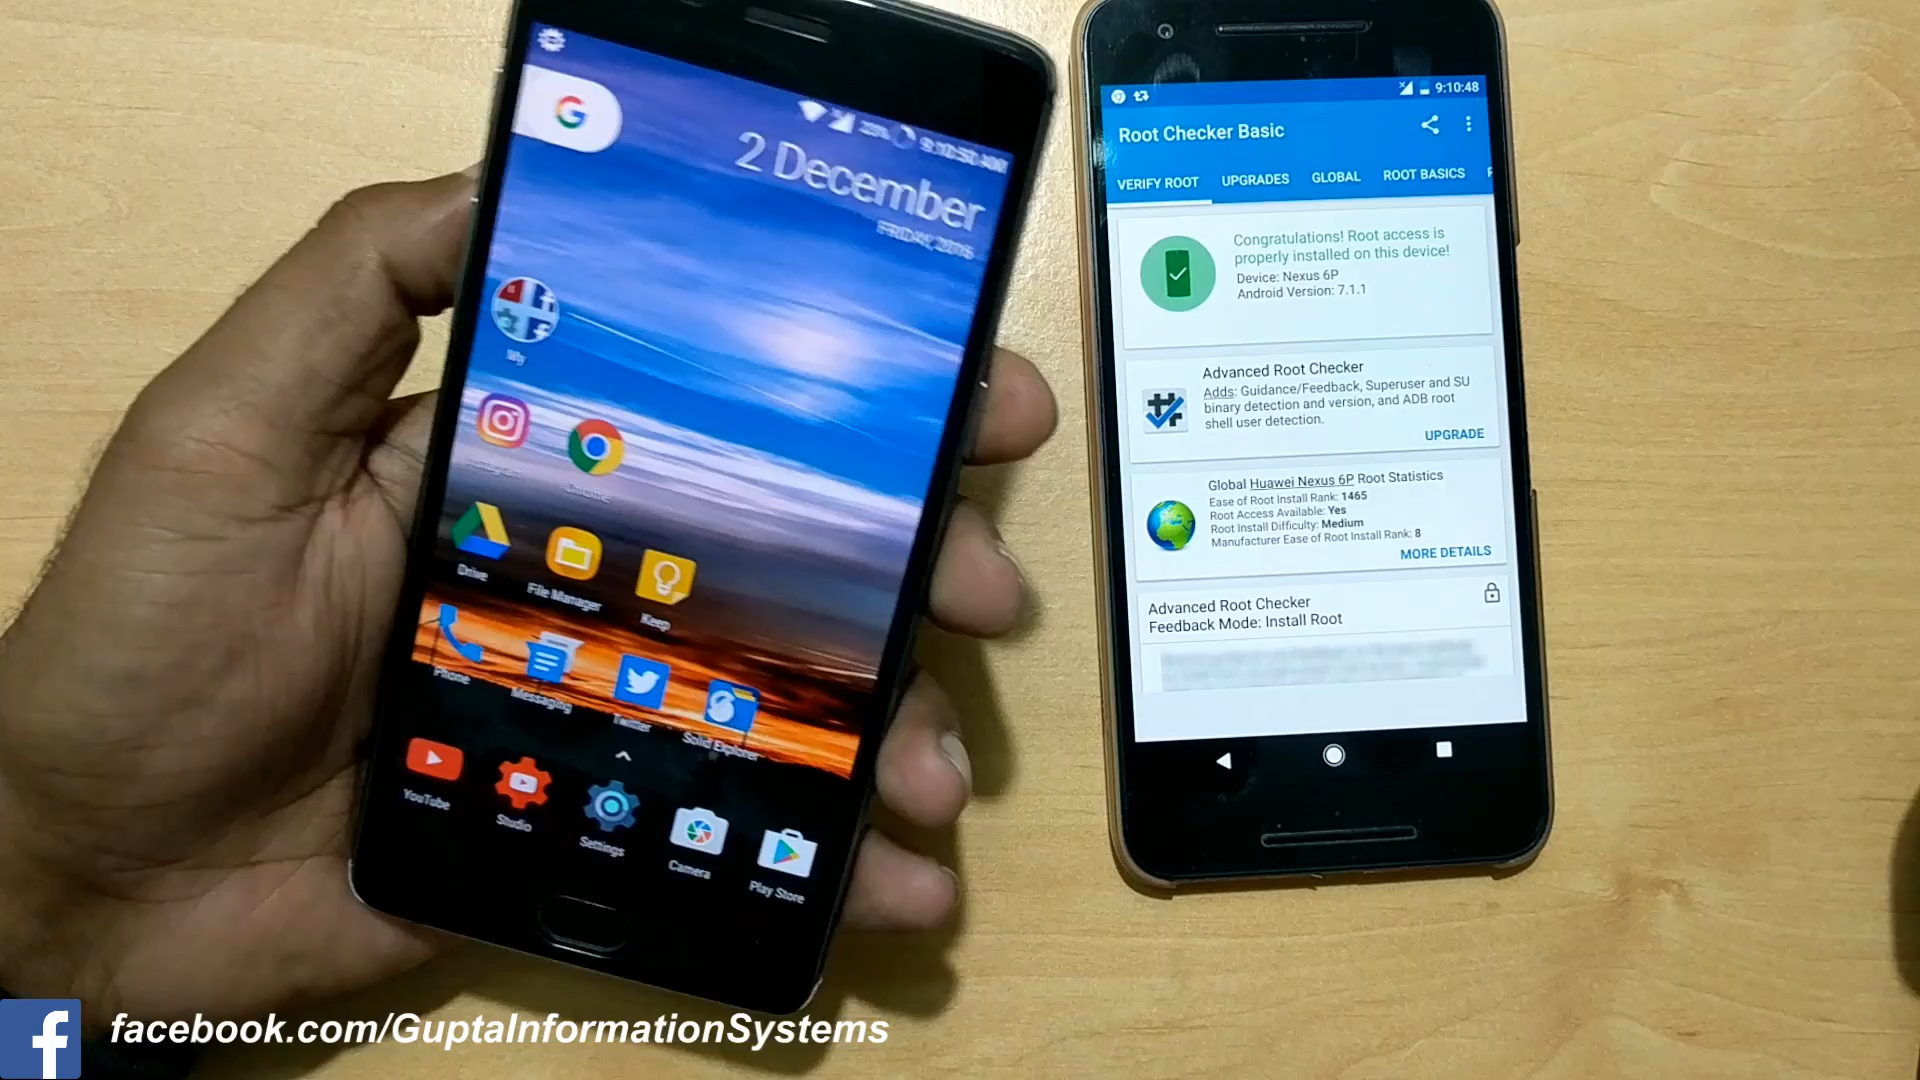 2 December
FRIDAY, 2016
My
Instagram
Chrome
Drive
File Manager
Keep
Phone
Messaging
Twitter
Solid Explorer
YouTube
Studio
Settings
Camera
Play Store
9:10:48
Root Checker Basic
VERIFY ROOT UPGRADES GLOBAL ROOT BASICS
Congratulations! Root access is
properly installed on this device!
Device: Nexus 6P
Android Version: 7.1.1
Advanced Root Checker
Adds: Guidance/Feedback, Superuser and SU
binary detection and version, and ADB root
shell user detection.
UPGRADE
Global Huawei Nexus 6P Root Statistics
Ease of Root Install Rank: 1465
Root Access Available: Yes
Root Install Difficulty: Medium
Manufacturer Ease of Root Install Rank: 8
MORE DETAILS
Advanced Root Checker
Feedback Mode: Install Root
facebook.com/GuptaInformationSystems